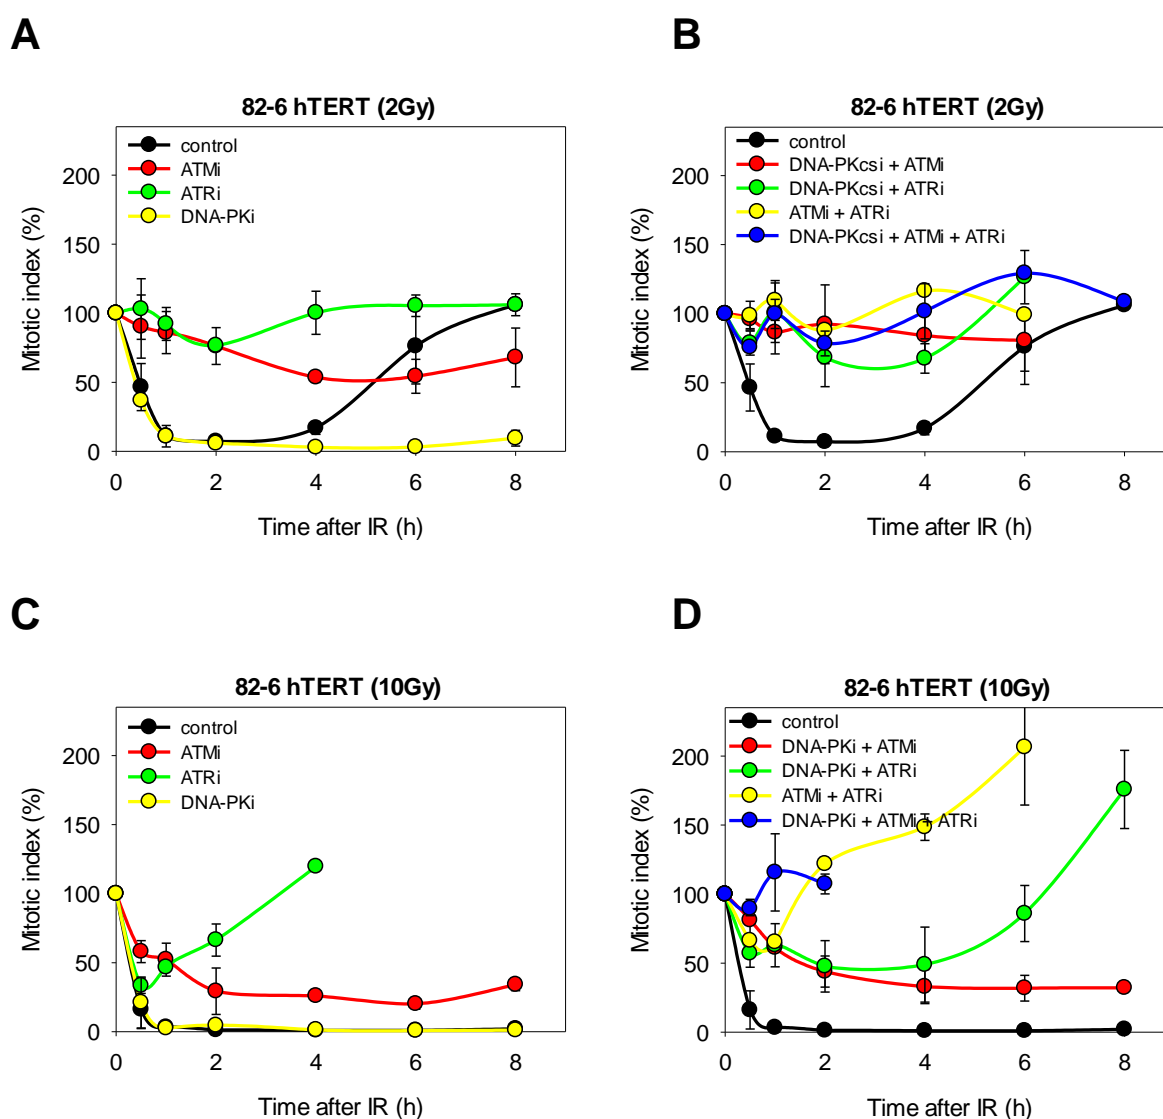 A
82-6 hTERT (2Gy)
control
ATMi
ATRi
DNA-PKi
Mitotic index (%)
200
150
100
50
0
0 2 4 6 8
Time after IR (h)
B
82-6 hTERT (2Gy)
control
DNA-PKcsi + ATMi
DNA-PKcsi + ATRi
ATMi + ATRi
DNA-PKcsi + ATMi + ATRi
Mitotic index (%)
200
150
100
50
0
0 2 4 6 8
Time after IR (h)
C
82-6 hTERT (10Gy)
control
ATMi
ATRi
DNA-PKi
Mitotic index (%)
200
150
100
50
0
0 2 4 6 8
Time after IR (h)
D
82-6 hTERT (10Gy)
control
DNA-PKi + ATMi
DNA-PKi + ATRi
ATMi + ATRi
DNA-PKi + ATMi + ATRi
Mitotic index (%)
200
150
100
50
0
0 2 4 6 8
Time after IR (h)